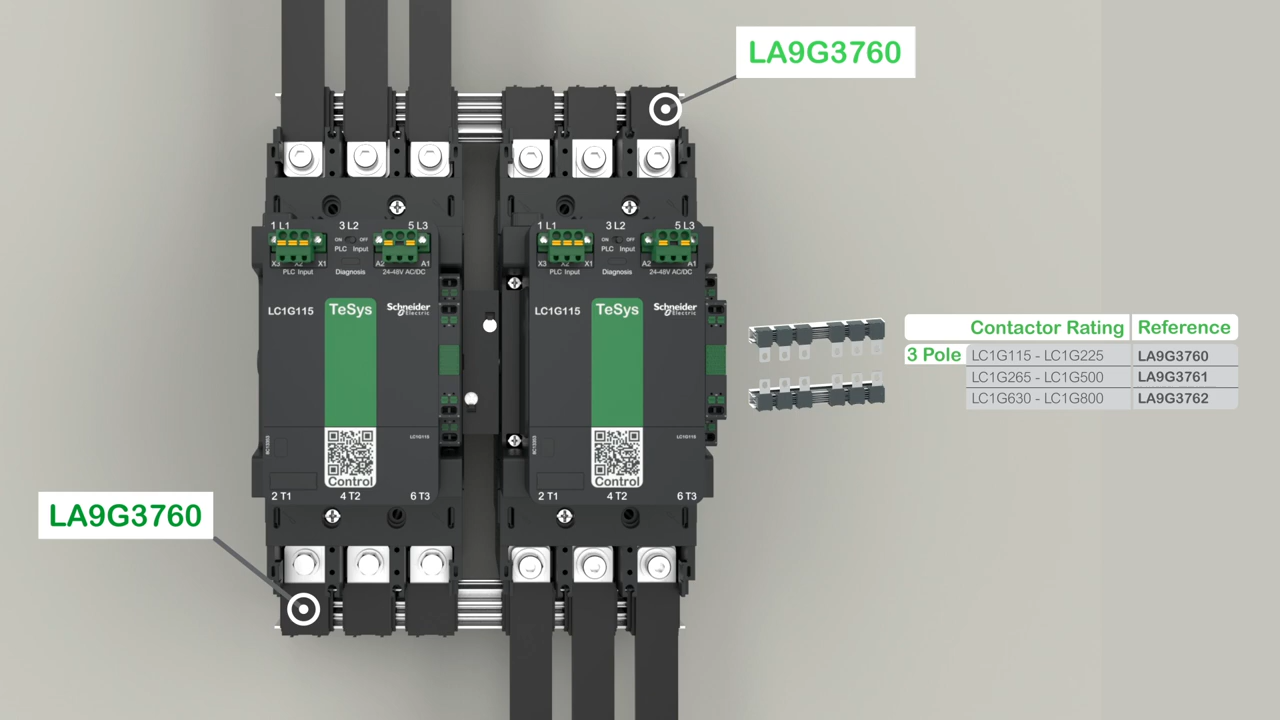 LA9G3760
1 L1 3 L2 5 L3
ON OFF
PLC Input
X3 X2 X1 A2 A1
PLC Input Diagnosis 24-48V AC/DC
LC1G115 TeSys Schneider Electric
LC1G115
Control
2 T1 4 T2 6 T3
1 L1 3 L2 5 L3
ON OFF
PLC Input
X3 X2 X1 A2 A1
PLC Input Diagnosis 24-48V AC/DC
LC1G115 TeSys Schneider Electric
LC1G115
Control
2 T1 4 T2 6 T3
Contactor Rating Reference
3 Pole LC1G115 - LC1G225 LA9G3760
LC1G265 - LC1G500 LA9G3761
LC1G630 - LC1G800 LA9G3762
LA9G3760